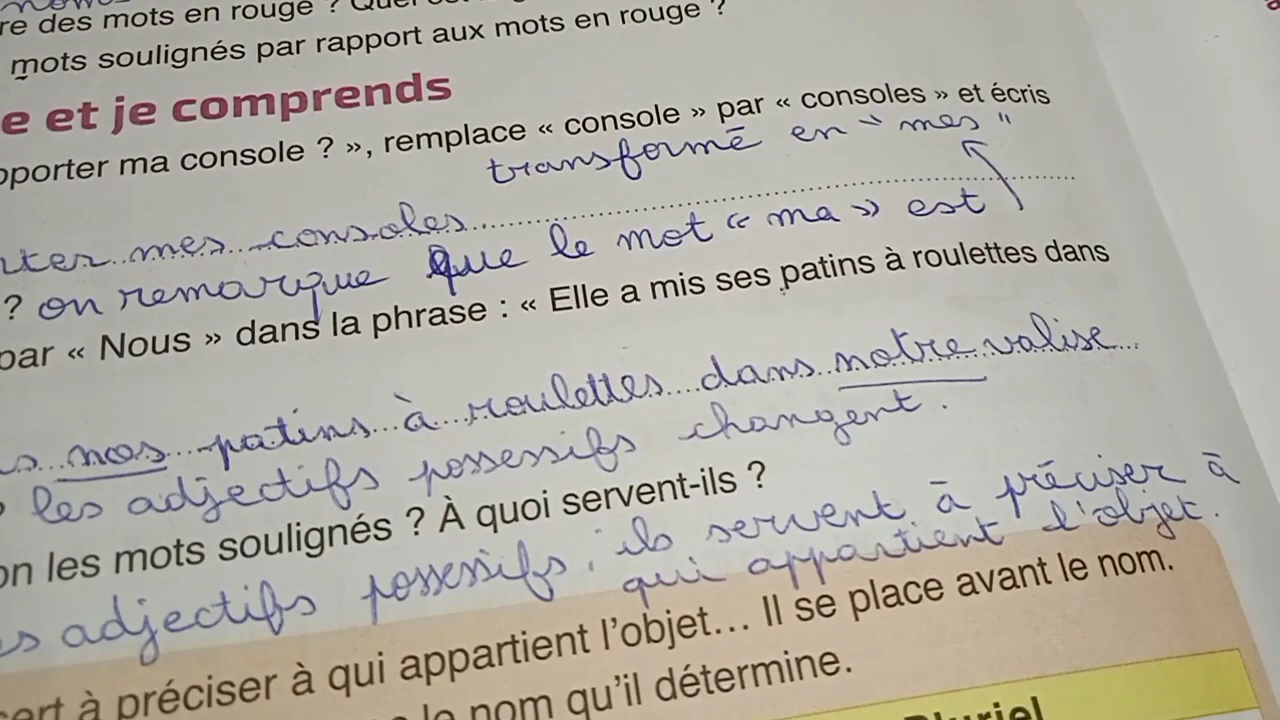 re des mots en rouge ?
mots soulignés par rapport aux mots en rouge ?
e et je comprends
pporter ma console ? », remplace « console » par « consoles » et écris
transformē en " mes "
mes consoles
? on remarque que le mot « ma » est
par « Nous » dans la phrase : « Elle a mis ses patins à roulettes dans
nos patins à roulettes dans notre valise
les adjectifs possessifs changent.
on les mots soulignés ? À quoi servent-ils ?
adjectifs possessifs, ils servent à préciser à
qui appartient l'objet.
ert à préciser à qui appartient l'objet... Il se place avant le nom.
le nom qu'il détermine.
Pluriel